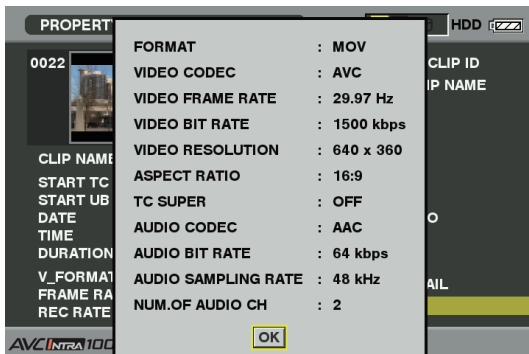 PROPERT
HDD
0022
CLIP ID
IP NAME
FORMAT : MOV
VIDEO CODEC : AVC
VIDEO FRAME RATE : 29.97 Hz
VIDEO BIT RATE : 1500 kbps
VIDEO RESOLUTION : 640 x 360
ASPECT RATIO : 16:9
TC SUPER : OFF
AUDIO CODEC : AAC
AUDIO BIT RATE : 64 kbps
AUDIO SAMPLING RATE : 48 kHz
NUM.OF AUDIO CH : 2
OK
CLIP NAME
START TC
START UB
DATE
TIME
DURATION
V_FORMAT
FRAME RA
REC RATE
O
AIL
AVC INTRA 100